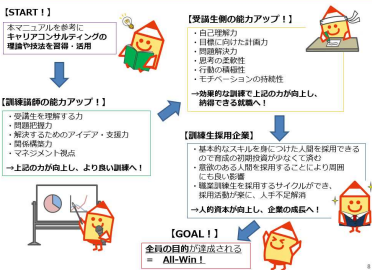 【START！】
本マニュアルを参考に
キャリアコンサルティングの
理論や技法を習得・活用
【訓練講師の能力アップ！】
・受講生を理解する力
・問題把握力
・解決するためのアイデア・支援力
・関係構築力
・マネジメント視点
→上記の力が向上し、より良い訓練へ！
【受講生側の能力アップ！】
・自己理解力
・目標に向けた計画力
・問題解決力
・思考の柔軟性
・行動の積極性
・モチベーションの持続性
→効果的な訓練で上記の力が向上し、
納得できる就職へ！
【訓練生採用企業】
・基本的なスキルを身につけた人間を採用できる
ので育成の初期投資が少なくて済む
・意欲のある人間を採用することにより周囲
にも良い影響
・職業訓練生を採用するサイクルができ、
採用活動が楽に、人手不足解消
→人的資本が向上し、企業の成長へ！
【GOAL！】
全員の目的が達成される
＝ All-Win！
8